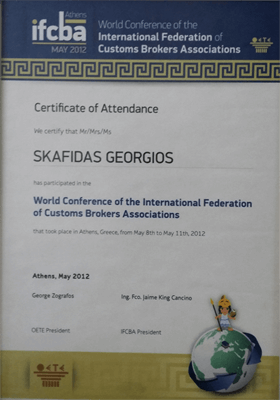 Athens
ifcba
MAY 2012
World Conference of the
International Federation of
Customs Brokers Associations
Certificate of Attendance
We certify that Mr/Mrs/Ms
SKAFIDAS GEORGIOS
has participated in the
World Conference of the International Federation
of Customs Brokers Associations
that took place in Athens, Greece, from May 8th to May 11th, 2012
Athens, May 2012
George Zografos
Ing. Fco. Jaime King Cancino
OETE President
IFCBA President